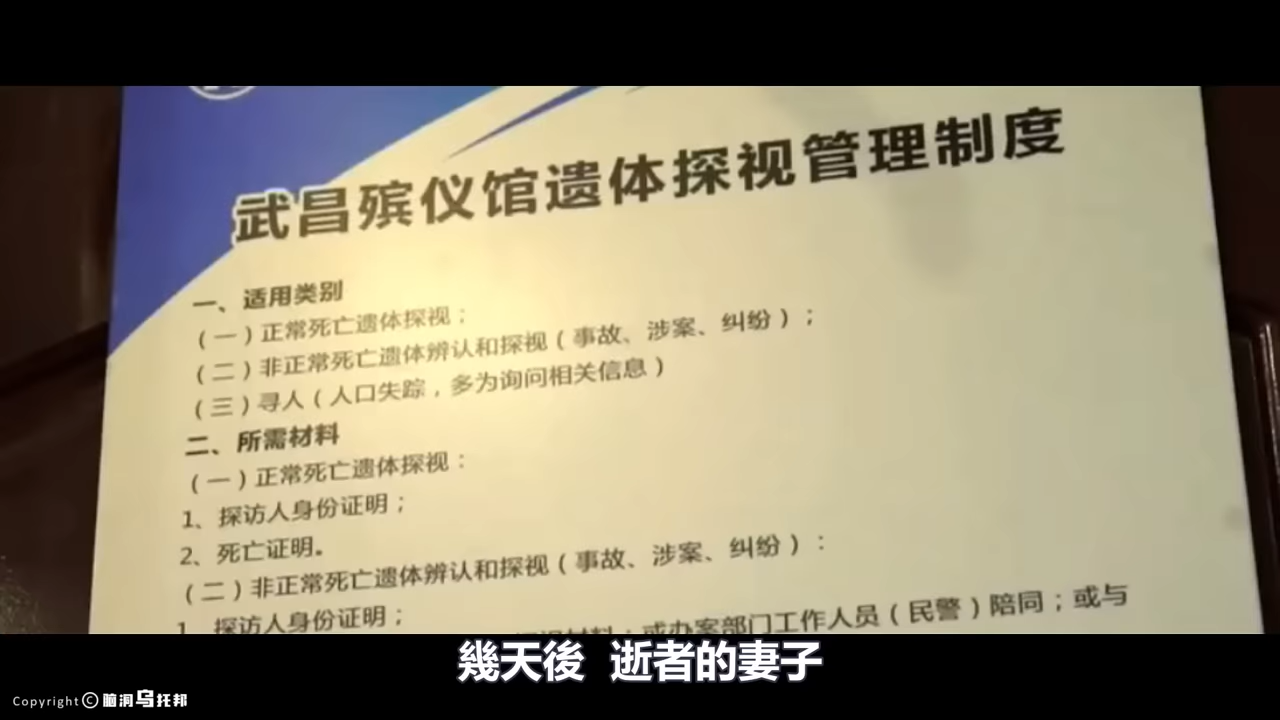 武昌殡仪馆遗体探视管理制度
一、适用类别
（一）正常死亡遗体探视；
（二）非正常死亡遗体辨认和探视（事故、涉案、纠纷）；
（三）寻人（人口失踪，多为询问相关信息）
二、所需材料
（一）正常死亡遗体探视：
1、探访人身份证明；
2、死亡证明。
（二）非正常死亡遗体辨认和探视（事故、涉案、纠纷）：
1、探访人身份证明；
或办案部门工作人员（民警）陪同；或与
幾天後 逝者的妻子
Copyright © 脑洞乌托邦